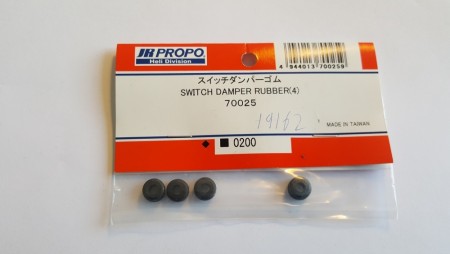 JR PROPO
Heli Division
4 944013 700259
スイッチダンパーゴム
SWITCH DAMPER RUBBER(4)
70025
19162
MADE IN TAIWAN
◆ ■ 0200